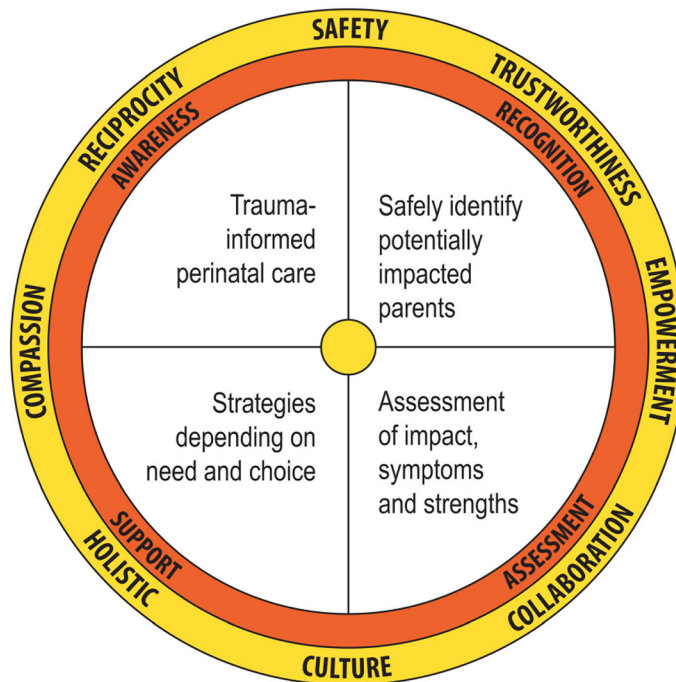 SAFETY
TRUSTWORTHINESS
EMPOWERMENT
COLLABORATION
CULTURE
HOLISTIC
COMPASSION
RECIPROCITY
AWARENESS
RECOGNITION
ASSESSMENT
SUPPORT
Trauma-
informed
perinatal care
Safely identify
potentially
impacted
parents
Strategies
depending on
need and choice
Assessment
of impact,
symptoms
and strengths